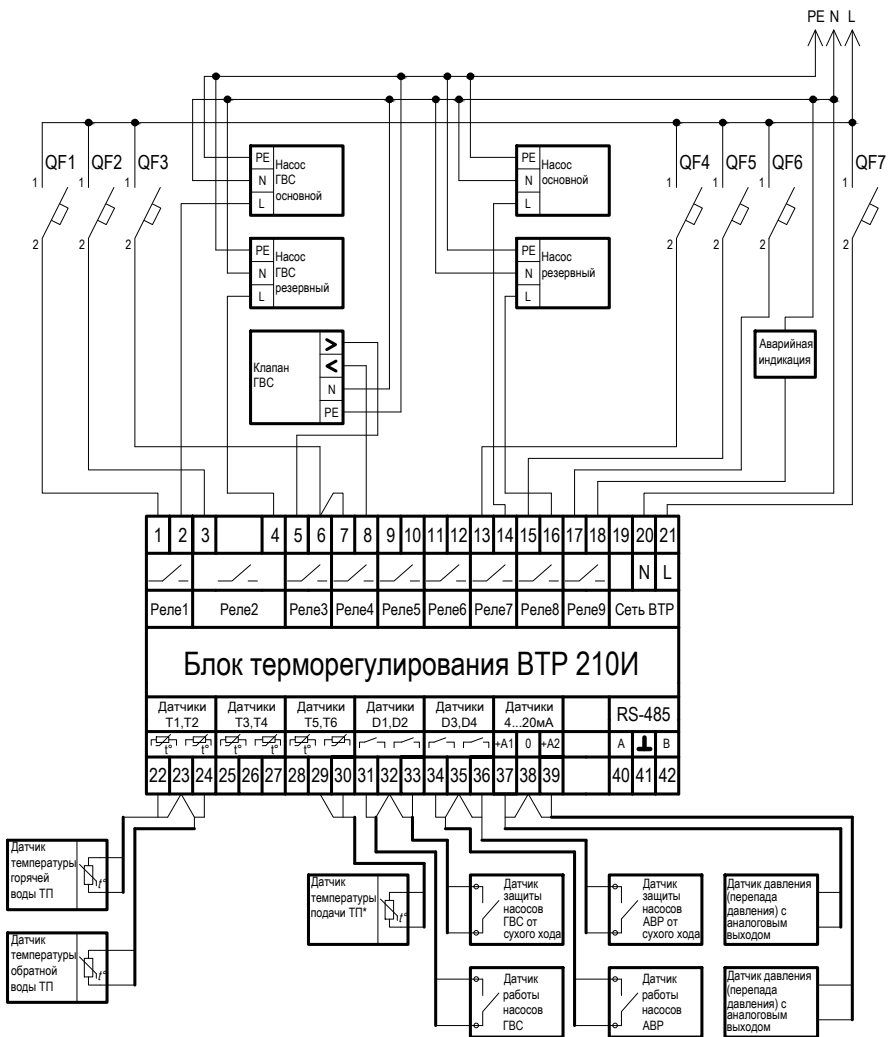 PE N L
QF1 QF2 QF3 QF4 QF5 QF6 QF7
1 1 1 1 1 1 1
2 2 2 2 2 2 2
PE
N
L
Насос
ГВС
основной
PE
N
L
Насос
основной
PE
N
L
Насос
ГВС
резервный
PE
N
L
Насос
резервный
Клапан
ГВС
>
<
N
PE
Аварийная
индикация
1 2 3 4 5 6 7 8 9 10 11 12 13 14 15 16 17 18 19 20 21
N L
Реле1 Реле2 Реле3 Реле4 Реле5 Реле6 Реле7 Реле8 Реле9 Сеть ВТР
Блок терморегулирования ВТР 210И
Датчики
T1,T2
Датчики
T3,T4
Датчики
T5,T6
Датчики
D1,D2
Датчики
D3,D4
Датчики
4...20мА
RS-485
t° t° t° t° t° +A1 0 +A2 A B
22 23 24 25 26 27 28 29 30 31 32 33 34 35 36 37 38 39 40 41 42
Датчик
температуры
горячей
воды ТП
t°
Датчик
температуры
обратной
воды ТП
t°
Датчик
температуры
подачи ТП*
t°
Датчик
защиты
насосов
ГВС от
сухого хода
Датчик
защиты
насосов
АВР от
сухого хода
Датчик давления
(перепада
давления) с
аналоговым
выходом
Датчик
работы
насосов
ГВС
Датчик
работы
насосов
АВР
Датчик давления
(перепада
давления) с
аналоговым
выходом